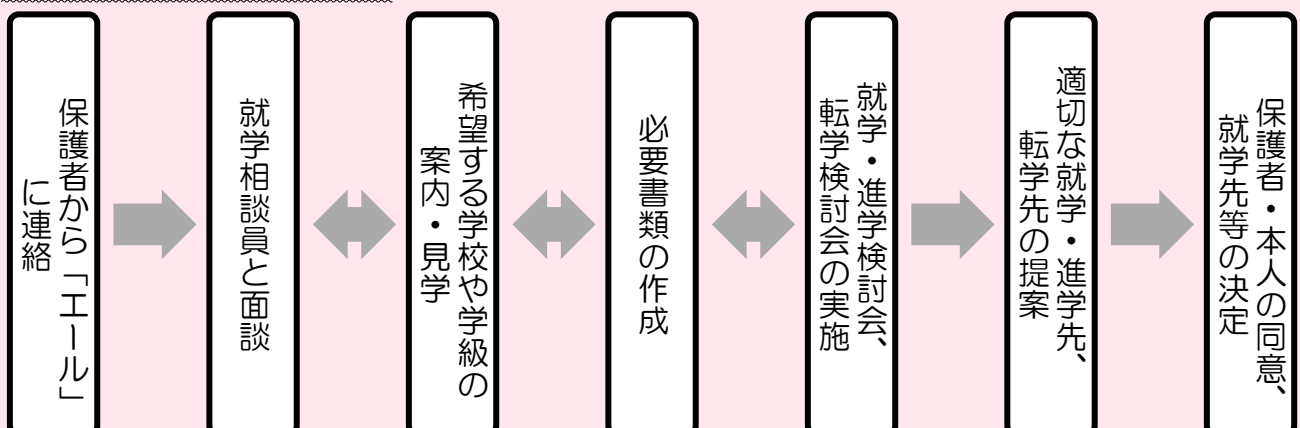 保護者から「エール」
に連絡
就学相談員と面談
希望する学校や学級の
案内・見学
必要書類の作成
就学・進学検討会、
転学検討会の実施
適切な就学・進学先、
転学先の提案
保護者・本人の同意、
就学先等の決定